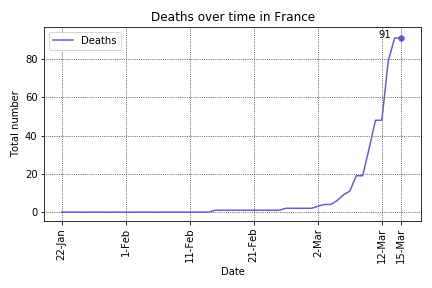 Deaths over time in France
Deaths
91
Total number
80
60
40
20
0
22-Jan
1-Feb
11-Feb
21-Feb
2-Mar
12-Mar
15-Mar
Date